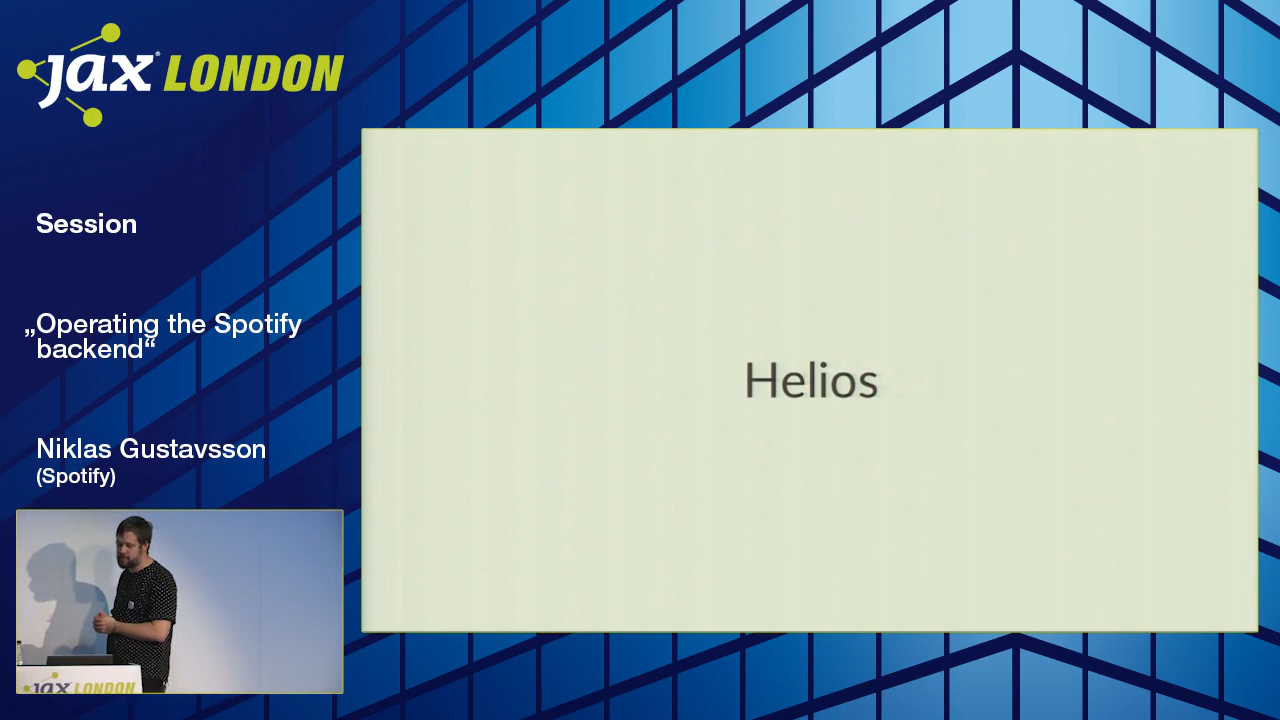 jax® LONDON
Session
„Operating the Spotify
backend“
Niklas Gustavsson
(Spotify)
Helios
jax LONDON